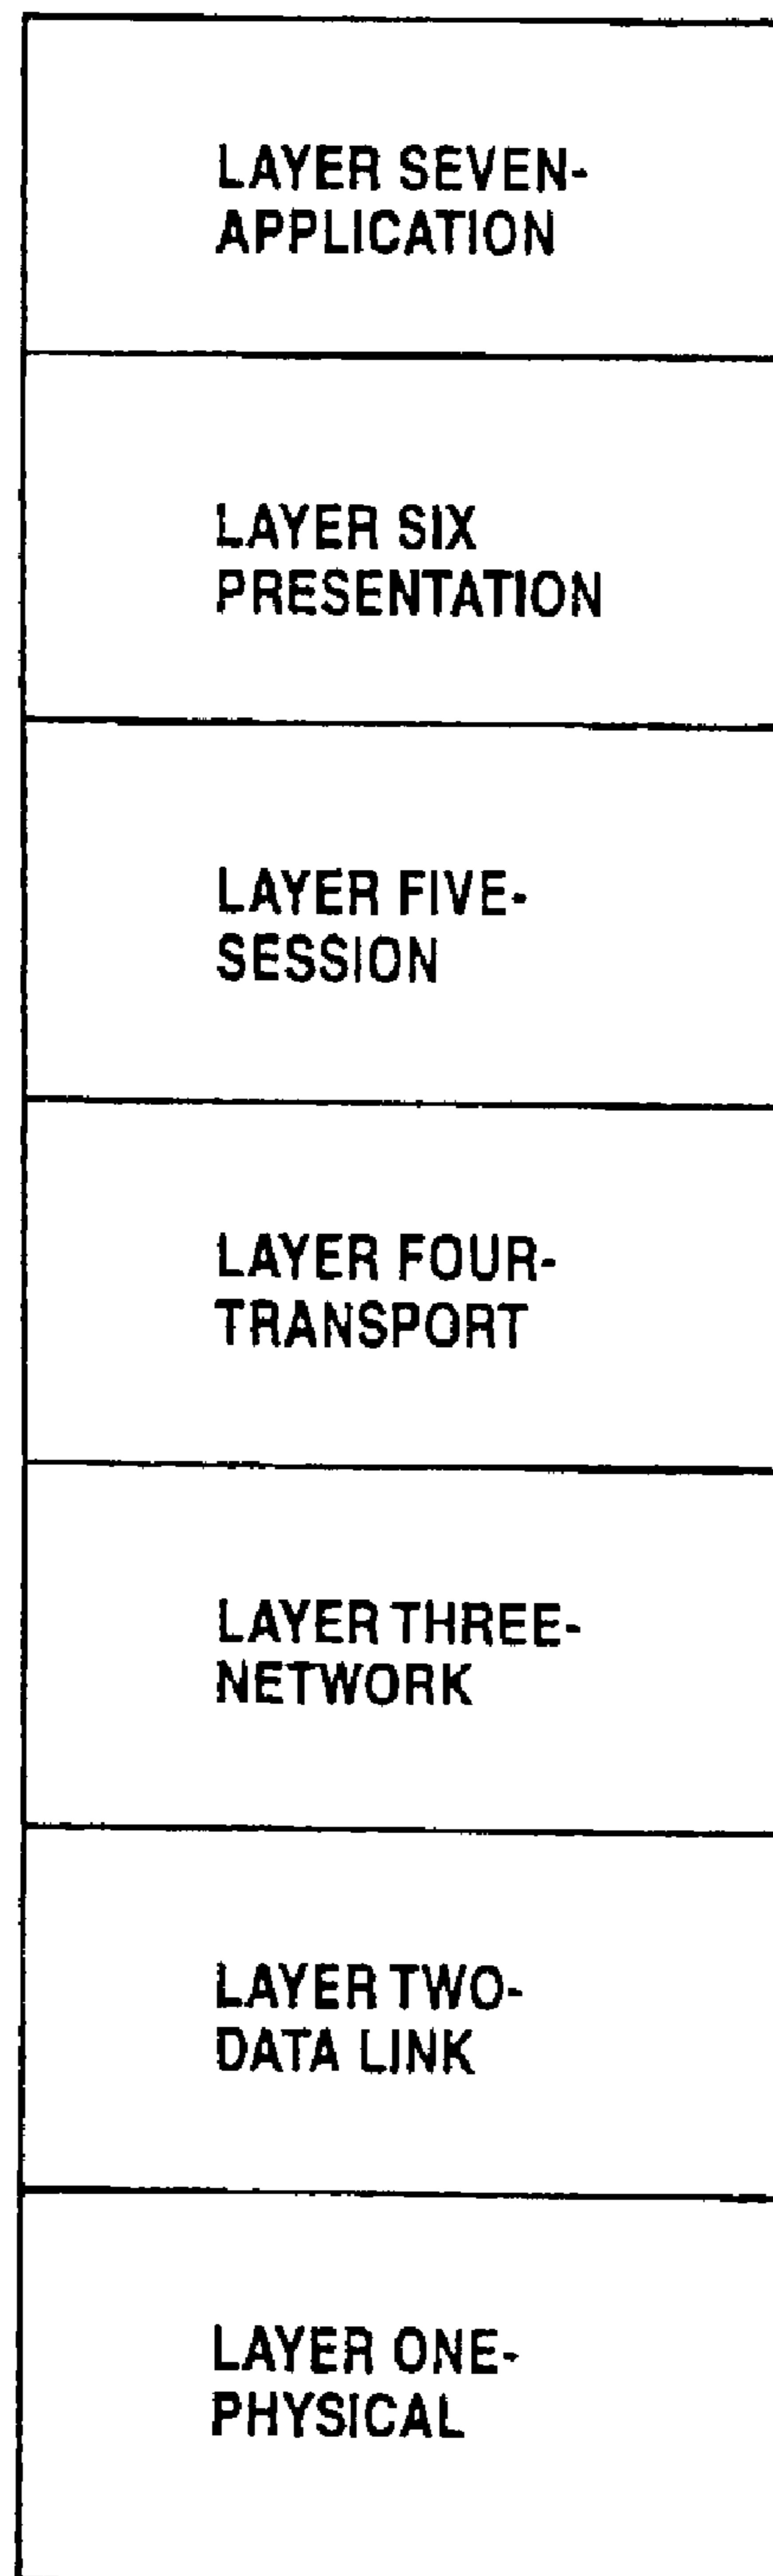 LAYER SEVEN-
APPLICATION
LAYER SIX
PRESENTATION
LAYER FIVE-
SESSION
LAYER FOUR-
TRANSPORT
LAYER THREE-
NETWORK
LAYER TWO-
DATA LINK
LAYER ONE-
PHYSICAL